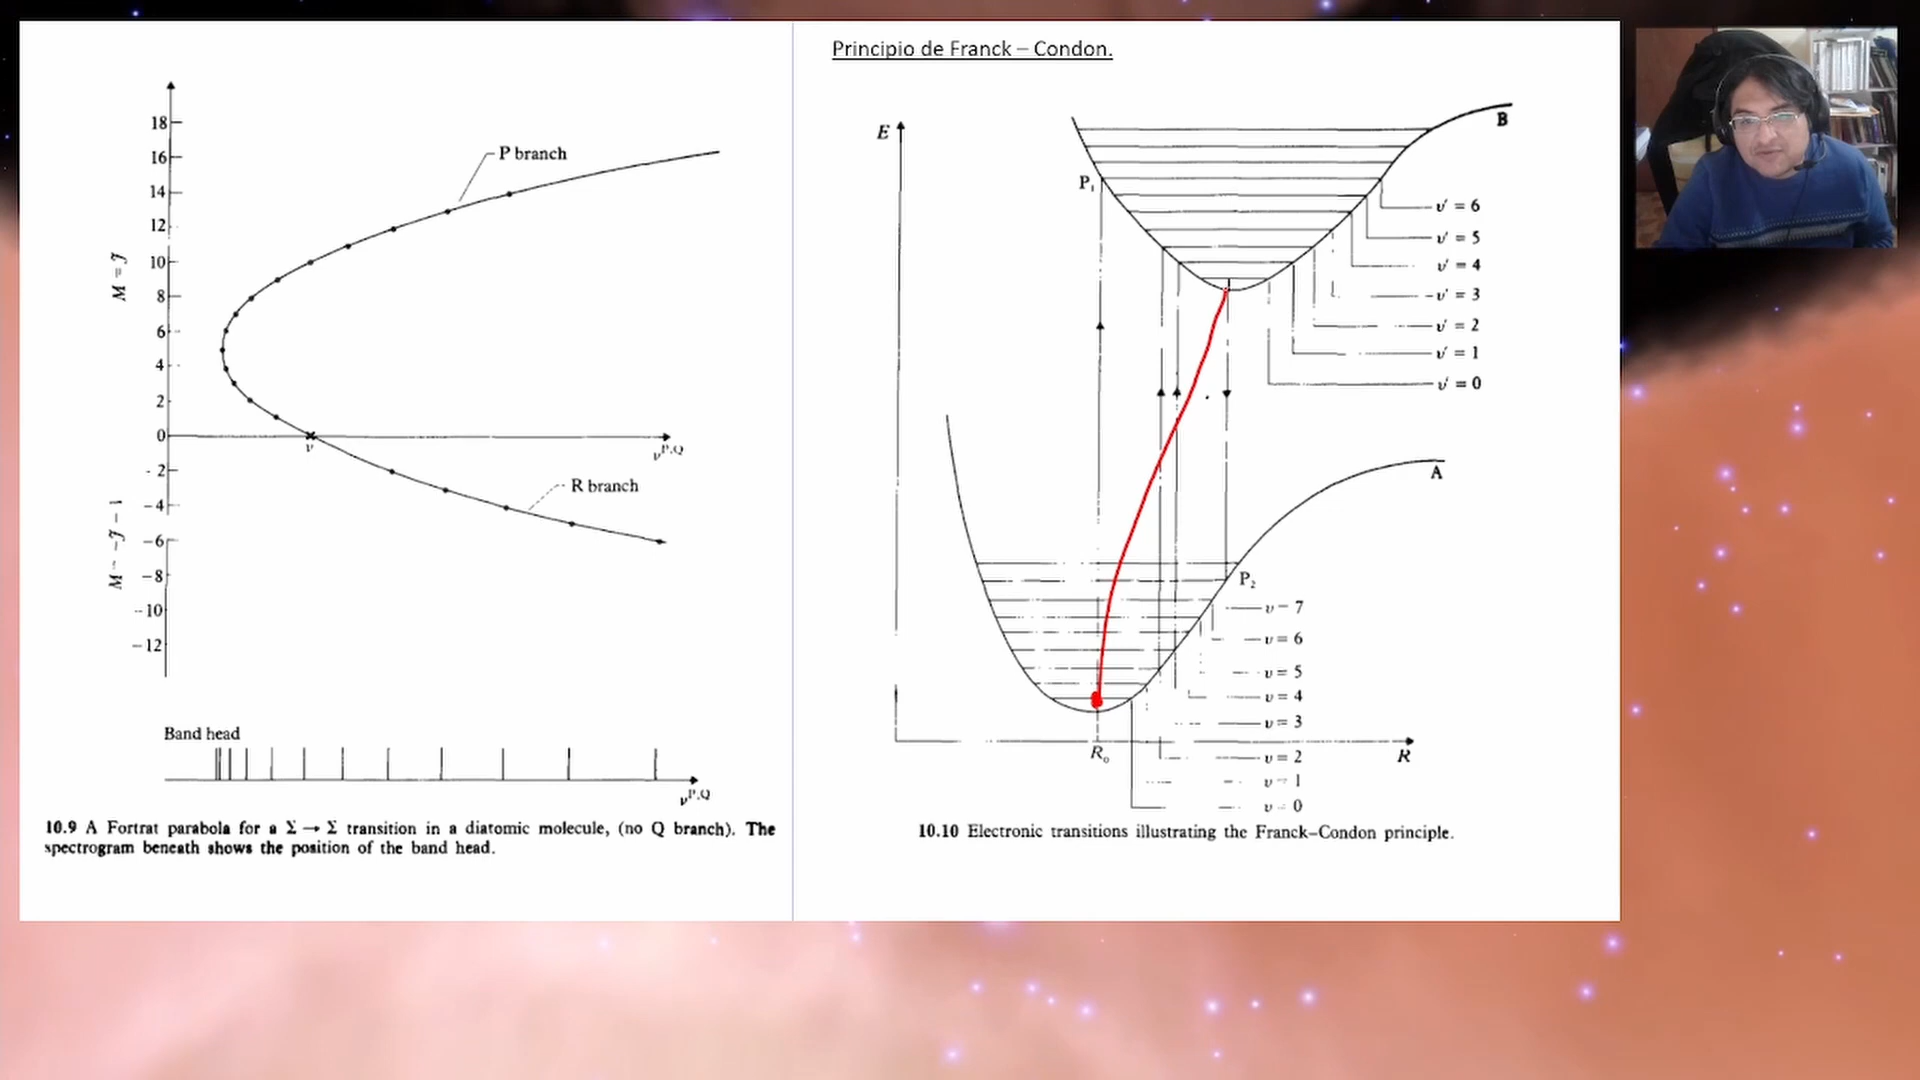 18
16
14
12
10
8
6
4
2
0
- 2
-4
-6
-8
-10
-12
M = J
M - -J - 1
P branch
R branch
ν
νP,Q
Band head
νP,Q
10.9 A Fortrat parabola for a Σ → Σ transition in a diatomic molecule, (no Q branch). The
spectrogram beneath shows the position of the band head.
Principio de Franck – Condon.
E
B
P₁
υ′ = 6
υ′ = 5
υ′ = 4
υ′ = 3
υ′ = 2
υ′ = 1
υ′ = 0
A
P₂
υ - 7
υ = 6
υ = 5
υ = 4
υ = 3
υ = 2
υ - 1
υ - 0
R₀
R
10.10 Electronic transitions illustrating the Franck–Condon principle.